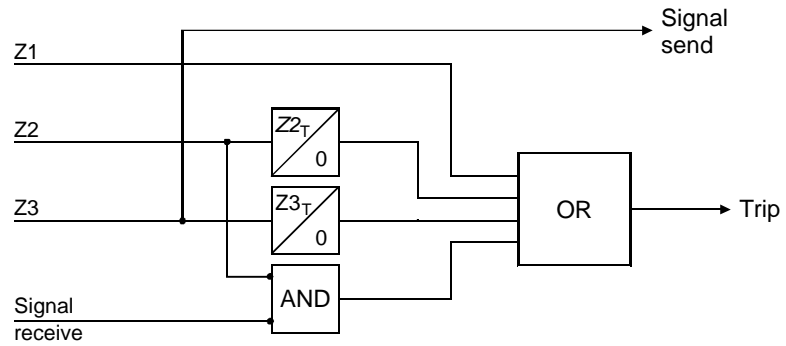 Signal
send
Z1
Z2
Z2T
0
Z3
Z3T
0
OR
Trip
AND
Signal
receive